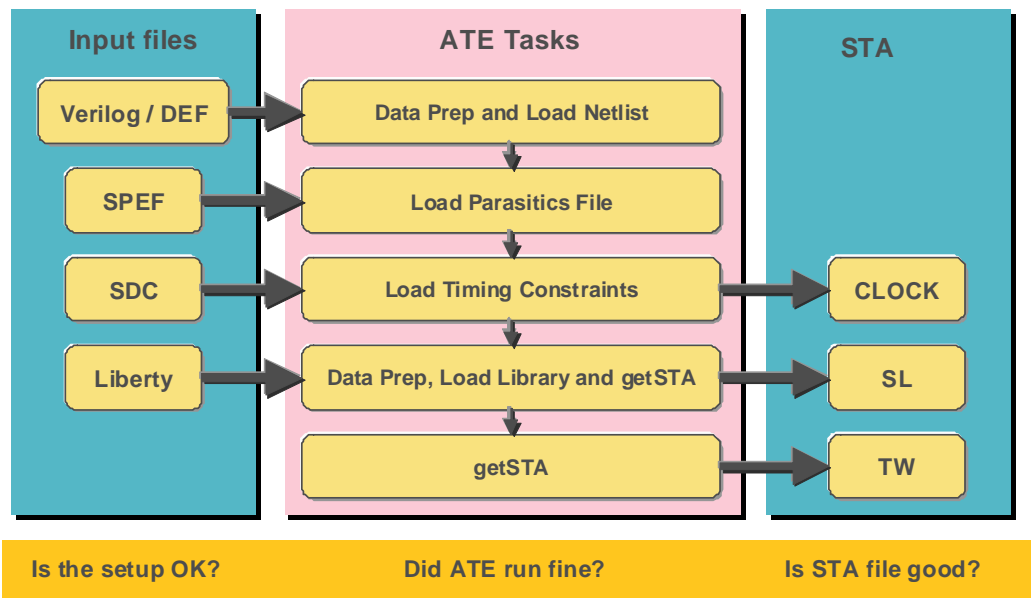 Input files
ATE Tasks
STA
Verilog / DEF
Data Prep and Load Netlist
SPEF
Load Parasitics File
SDC
Load Timing Constraints
CLOCK
Liberty
Data Prep, Load Library and getSTA
SL
getSTA
TW
Is the setup OK?
Did ATE run fine?
Is STA file good?